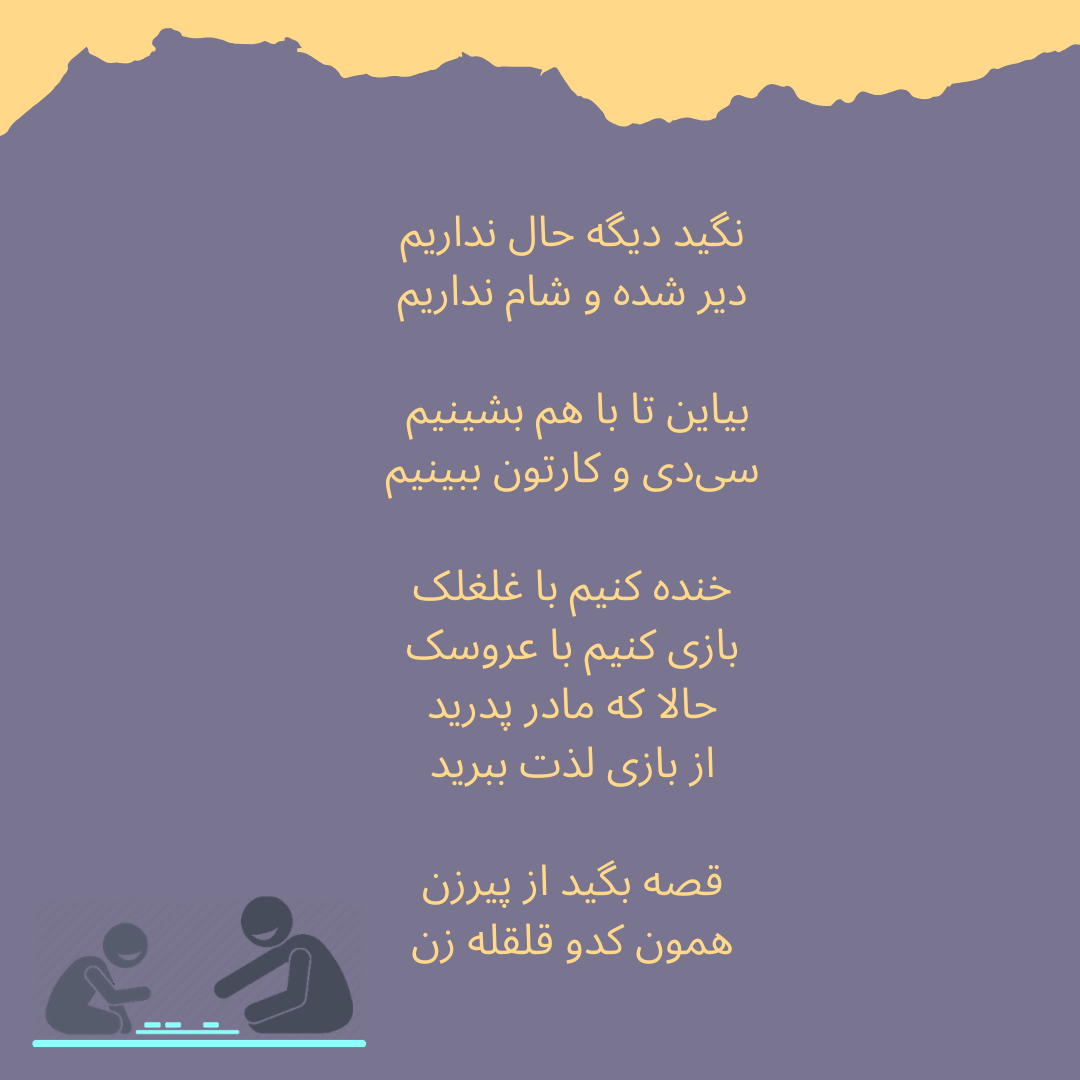 نگید دیگه حال نداریم
دیر شده و شام نداریم
بیاین تا با هم بشینیم
سی‌دی و کارتون ببینیم
خنده کنیم با غلغلک
بازی کنیم با عروسک
حالا که مادر پدرید
از بازی لذت ببرید
قصه بگید از پیرزن
همون کدو قلقله زن